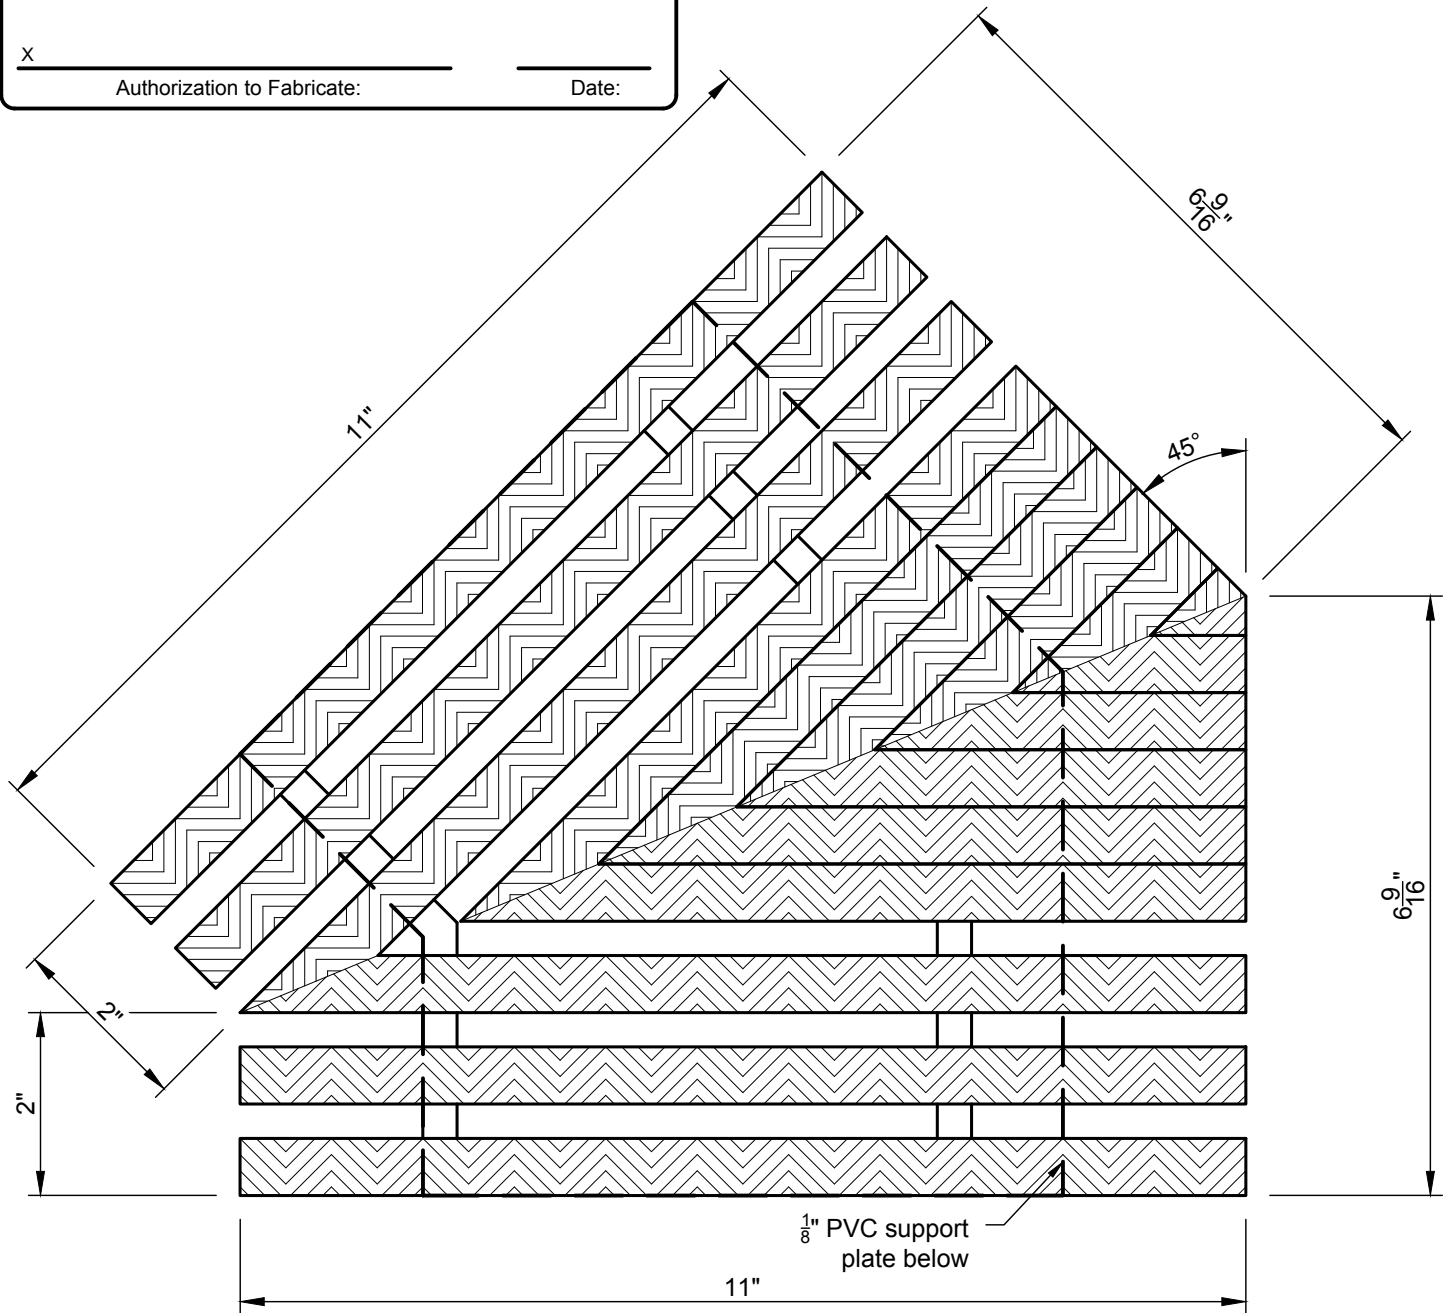 X
Authorization to Fabricate: Date:
11"
6 9/16"
45°
2"
2"
6 9/16"
1/8" PVC support
plate below
11"